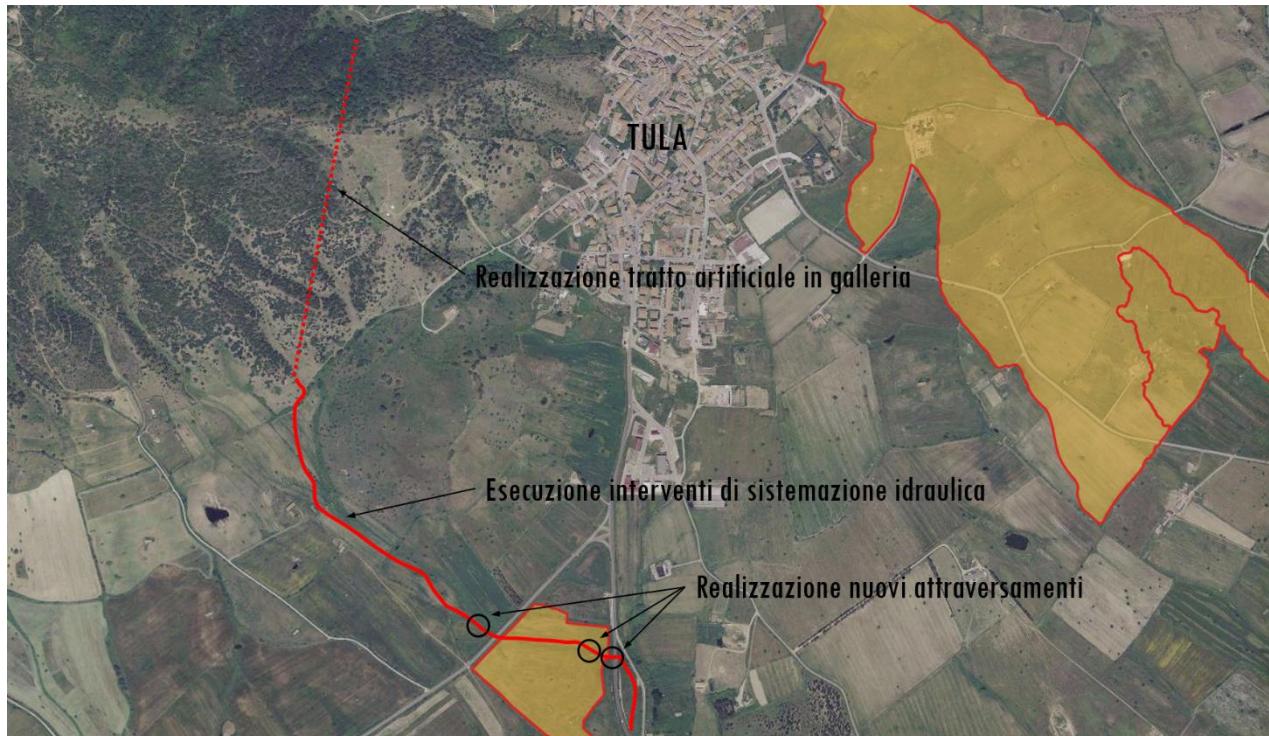 TULA
Realizzazione tratto artificiale in galleria
Esecuzione interventi di sistemazione idraulica
Realizzazione nuovi attraversamenti